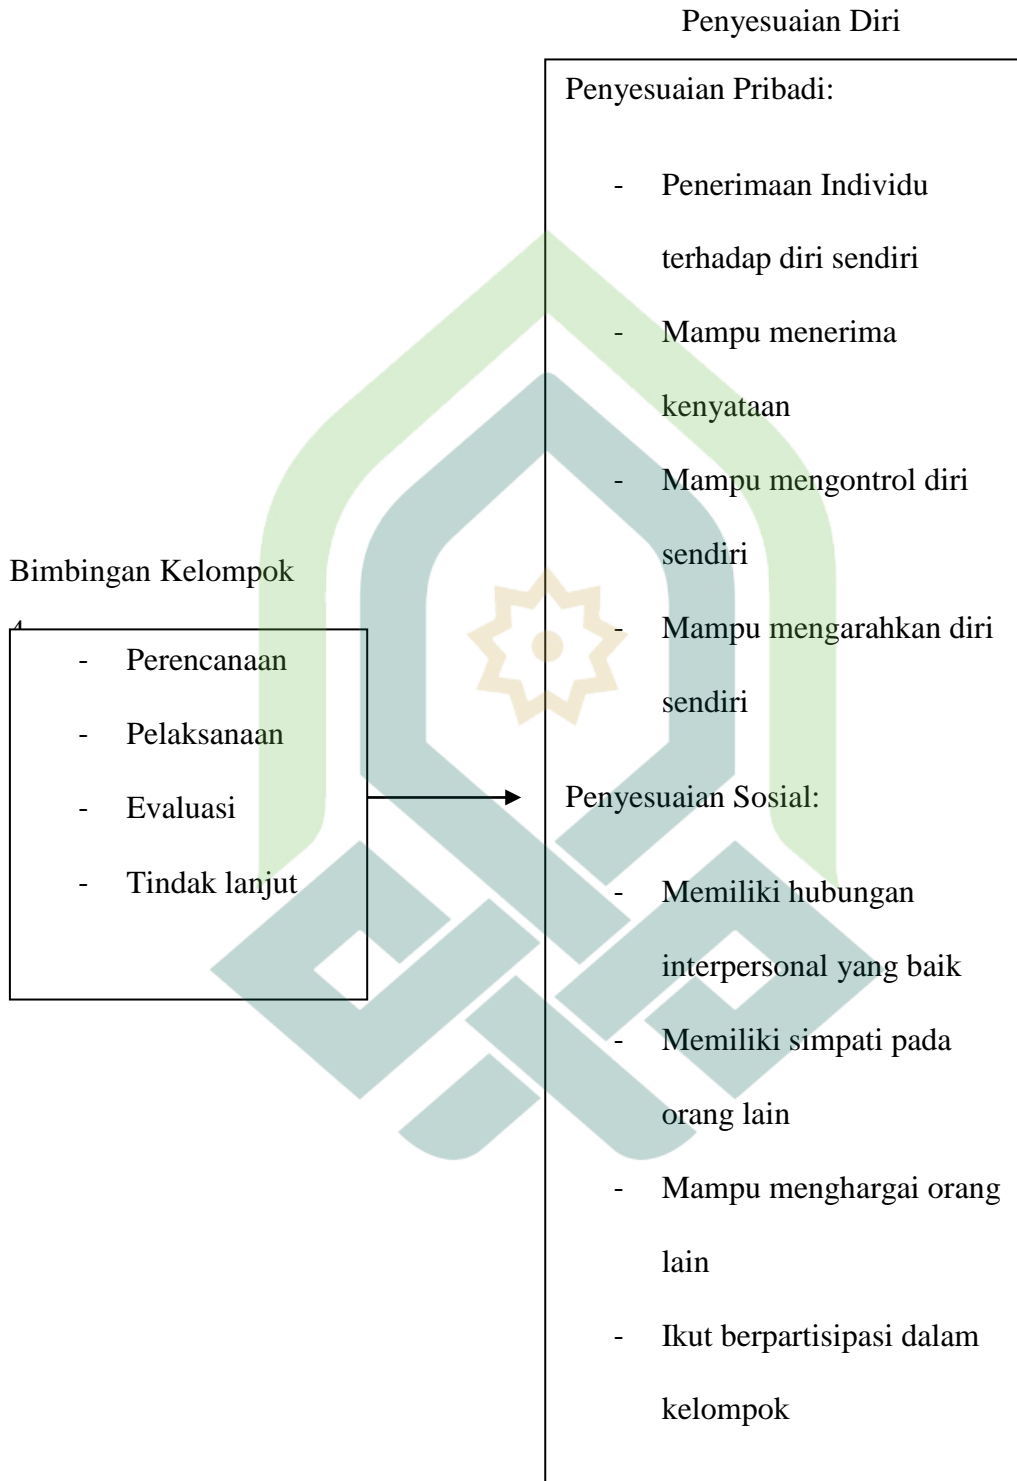 Penyesuaian Diri
Penyesuaian Pribadi:
- Penerimaan Individu
terhadap diri sendiri
- Mampu menerima
kenyataan
- Mampu mengontrol diri
sendiri
- Mampu mengarahkan diri
sendiri
Penyesuaian Sosial:
- Memiliki hubungan
interpersonal yang baik
- Memiliki simpati pada
orang lain
- Mampu menghargai orang
lain
- Ikut berpartisipasi dalam
kelompok
Bimbingan Kelompok
- Perencanaan
- Pelaksanaan
- Evaluasi
- Tindak lanjut